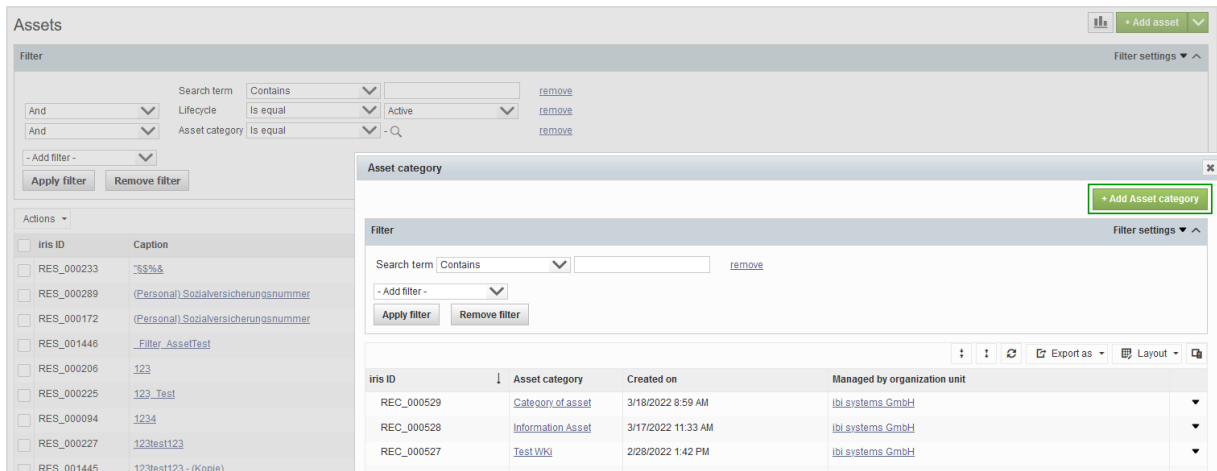 Assets
+ Add asset
Filter
Filter settings
Search term Contains remove
And Lifecycle Is equal Active remove
And Asset category Is equal - remove
- Add filter -
Apply filter Remove filter
Actions
iris ID Caption
RES_000233 "§$%&
RES_000289 (Personal) Sozialversicherungsnummer
RES_000172 (Personal) Sozialversicherungsnummer
RES_001446 _Filter_AssetTest
RES_000206 123
RES_000225 123_Test
RES_000094 1234
RES_000227 123test123
RES_001445 123test123 - (Kopie)
Asset category
+ Add Asset category
Filter
Filter settings
Search term Contains remove
- Add filter -
Apply filter Remove filter
Export as Layout
iris ID Asset category Created on Managed by organization unit
REC_000529 Category of asset 3/18/2022 8:59 AM ibi systems GmbH
REC_000528 Information Asset 3/17/2022 11:33 AM ibi systems GmbH
REC_000527 Test WKi 2/28/2022 1:42 PM ibi systems GmbH